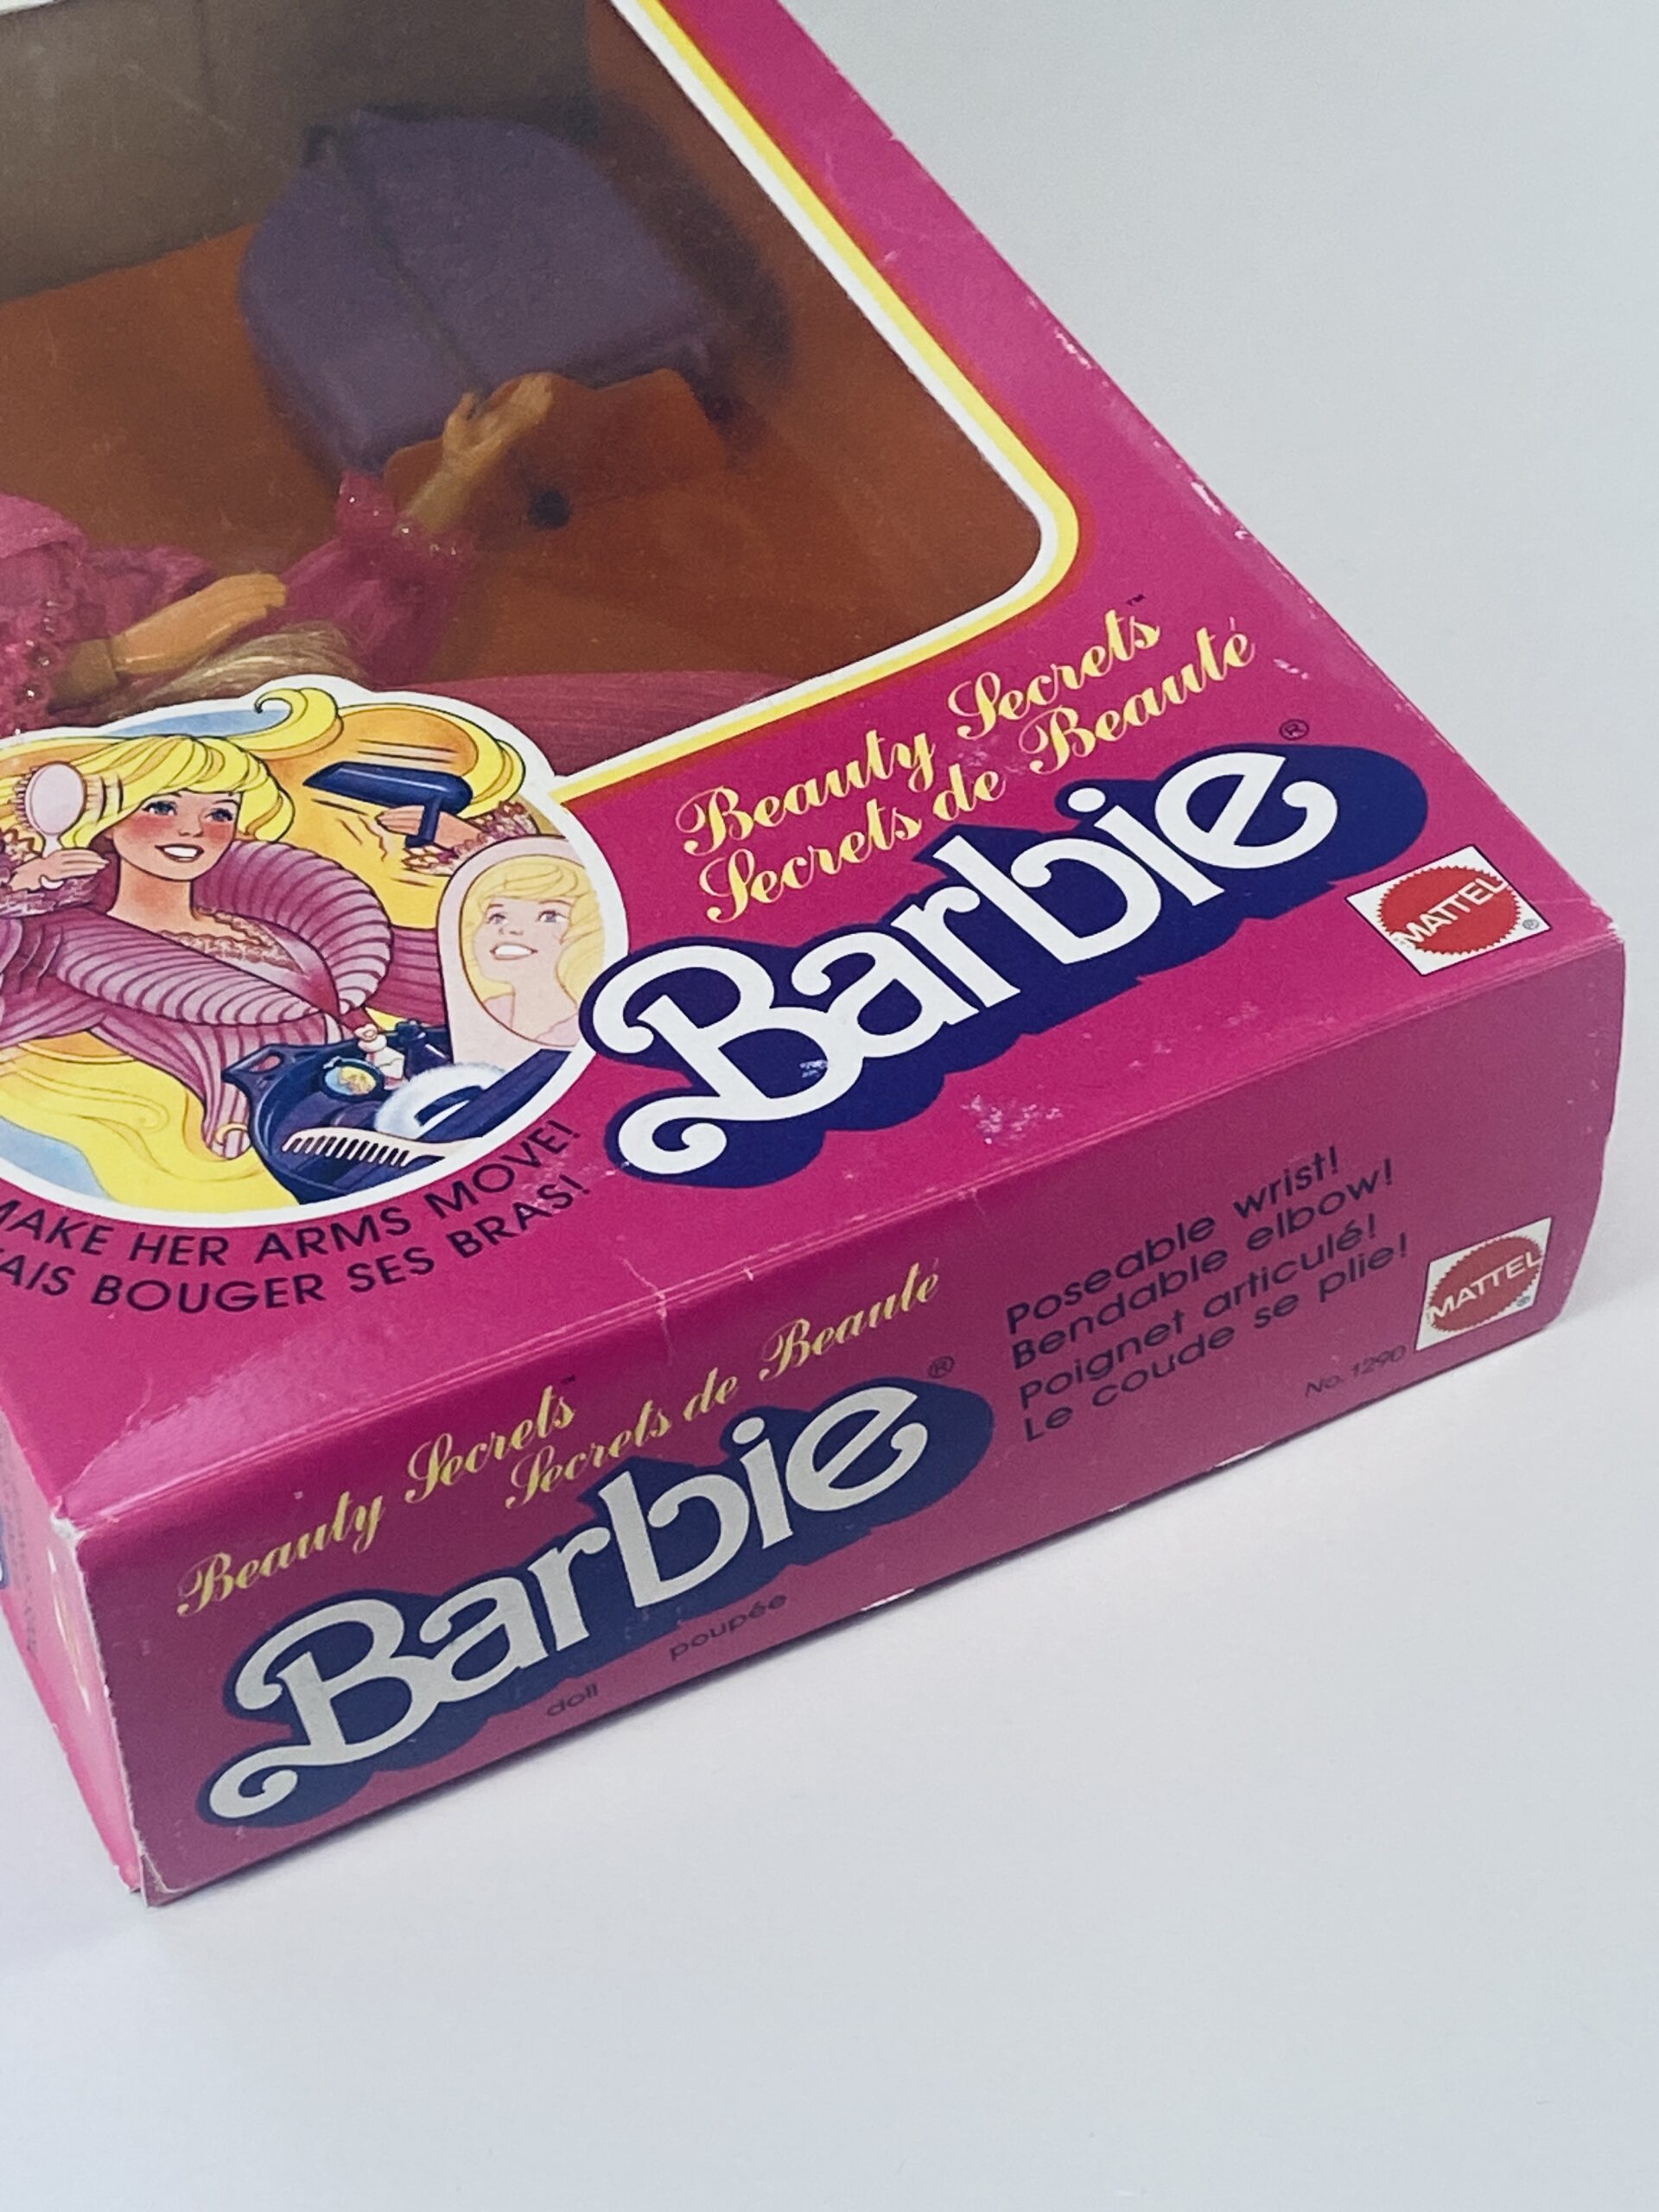 Beauty Secrets™
Secrets de Beauté
Barbie®
MATTEL®
MAKE HER ARMS MOVE!
FAIS BOUGER SES BRAS!
Beauty Secrets™
Secrets de Beauté
Barbie®
doll poupée
Poseable wrist!
Bendable elbow!
Poignet articulé!
Le coude se plie!
No. 1290
MATTEL®